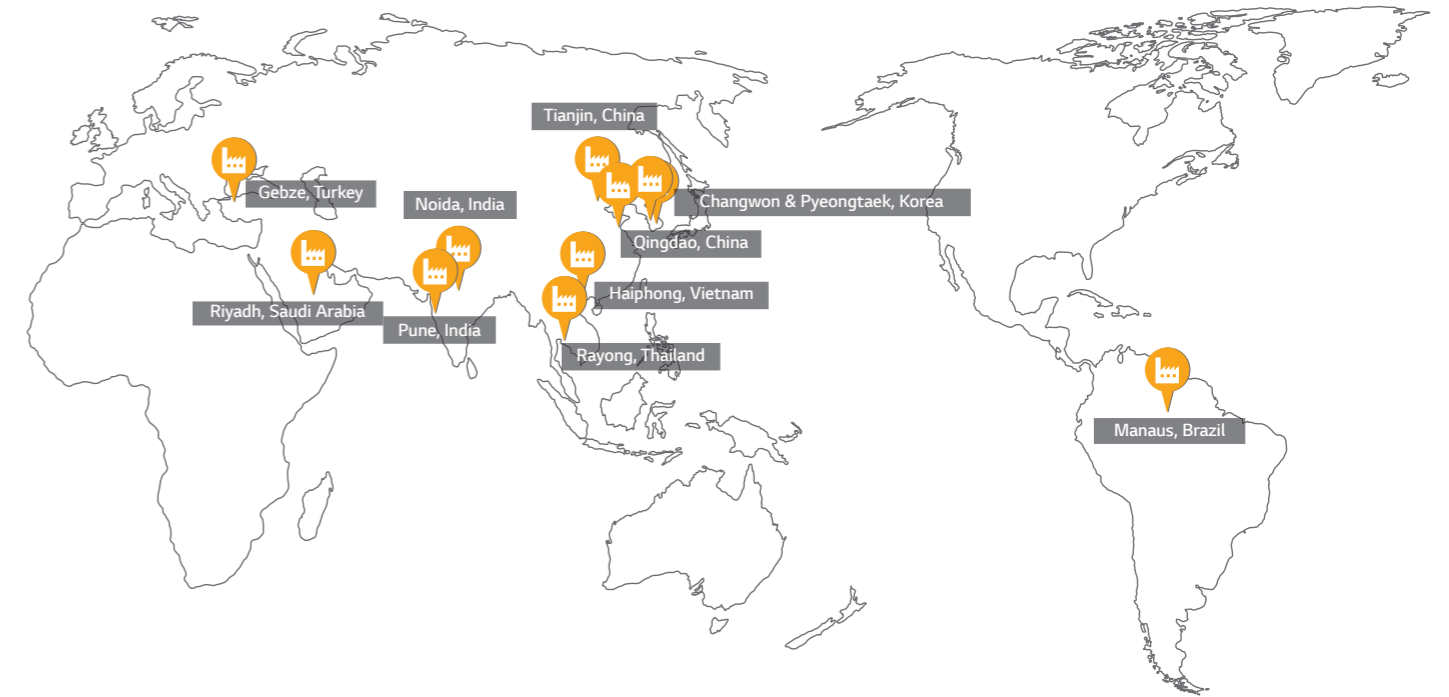 Tianjin, China
Gebze, Turkey
Noida, India
Changwon & Pyeongtaek, Korea
Qingdao, China
Haiphong, Vietnam
Riyadh, Saudi Arabia
Pune, India
Rayong, Thailand
Manaus, Brazil